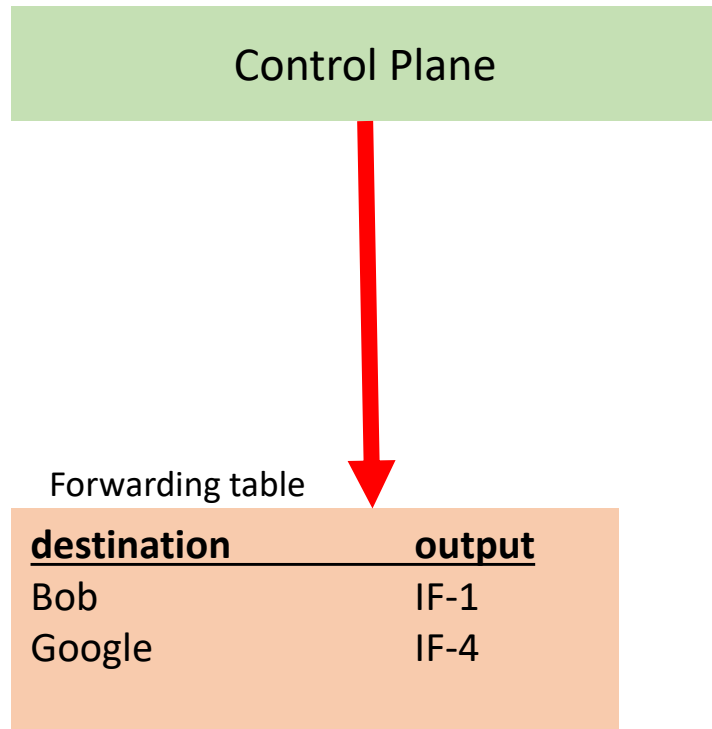 Control Plane
Forwarding table
destination output
Bob IF-1
Google IF-4